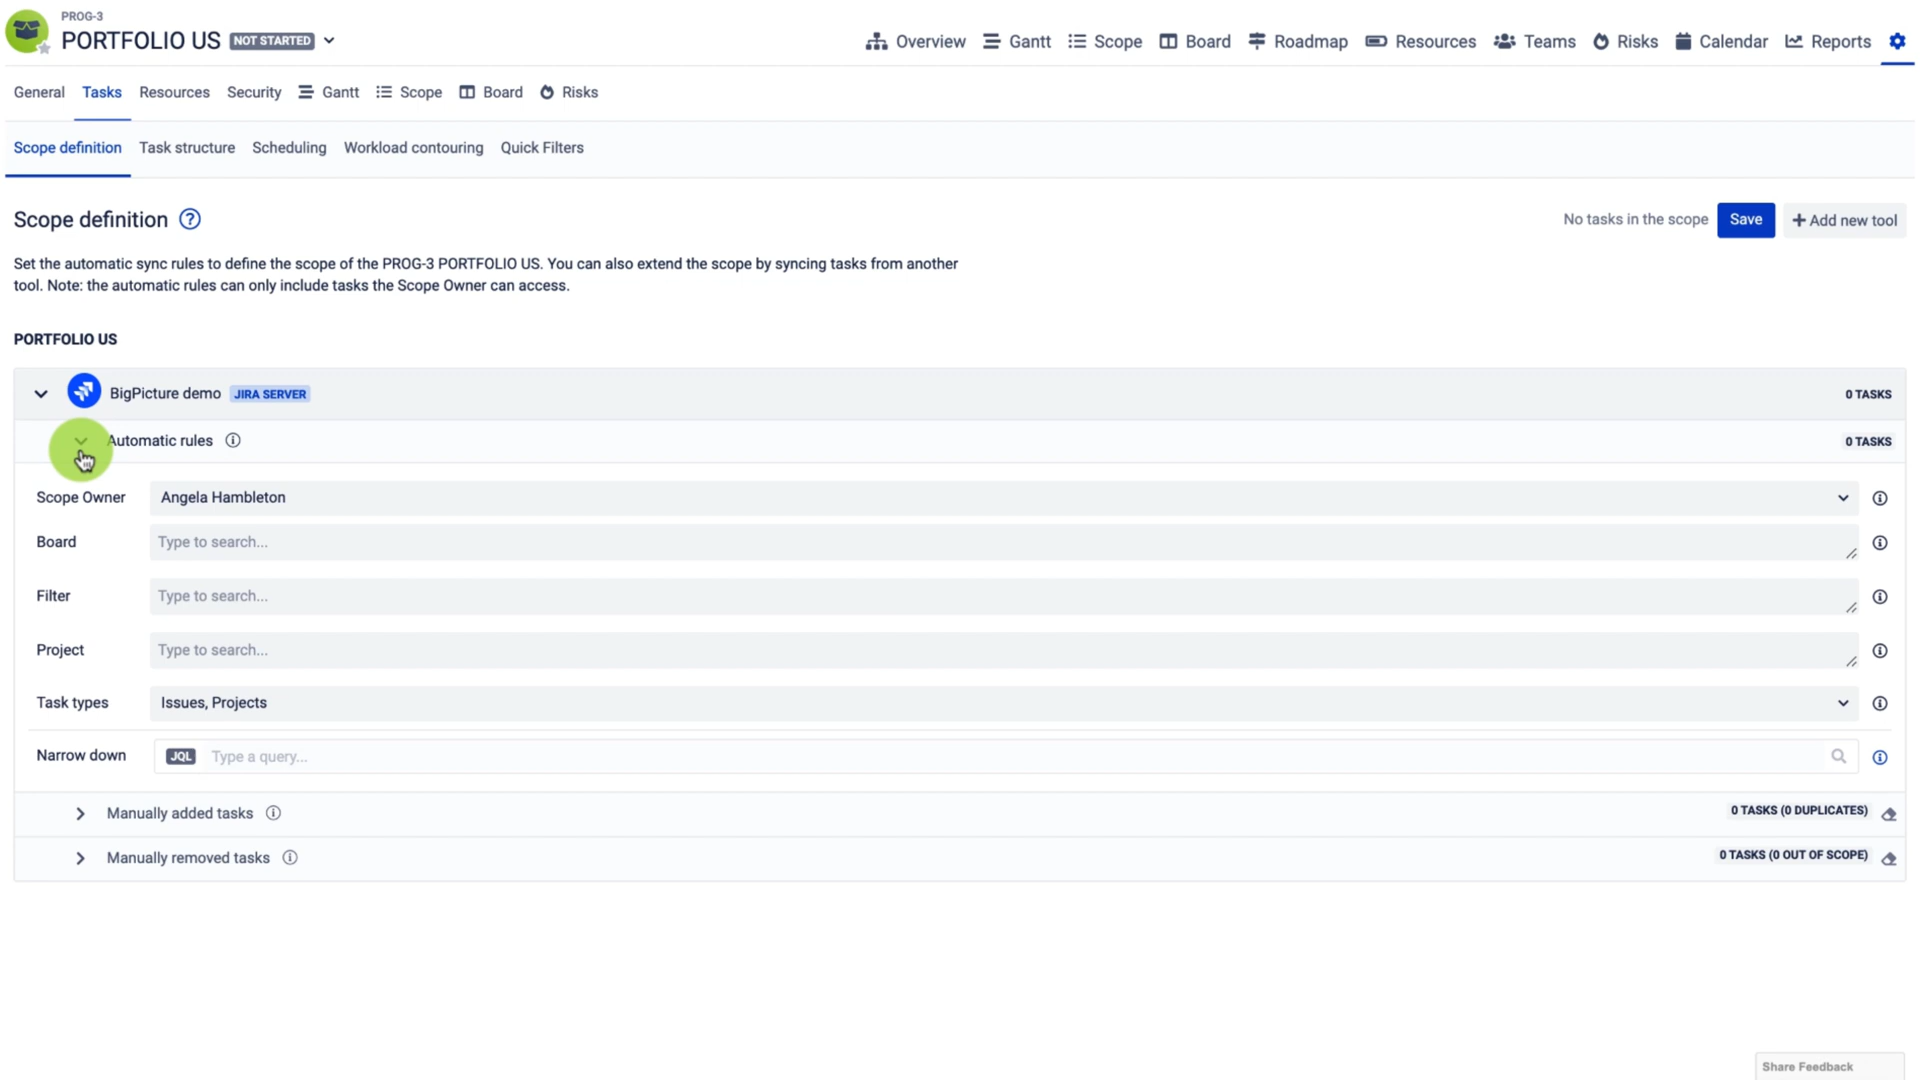 PROG-3
PORTFOLIO US NOT STARTED
Overview Gantt Scope Board Roadmap Resources Teams Risks Calendar Reports
General Tasks Resources Security Gantt Scope Board Risks
Scope definition Task structure Scheduling Workload contouring Quick Filters
Scope definition ?
No tasks in the scope Save + Add new tool
Set the automatic sync rules to define the scope of the PROG-3 PORTFOLIO US. You can also extend the scope by syncing tasks from another
tool. Note: the automatic rules can only include tasks the Scope Owner can access.
PORTFOLIO US
BigPicture demo JIRA SERVER 0 TASKS
Automatic rules 0 TASKS
Scope Owner Angela Hambleton
Board Type to search...
Filter Type to search...
Project Type to search...
Task types Issues, Projects
Narrow down JQL Type a query...
Manually added tasks 0 TASKS (0 DUPLICATES)
Manually removed tasks 0 TASKS (0 OUT OF SCOPE)
Share Feedback